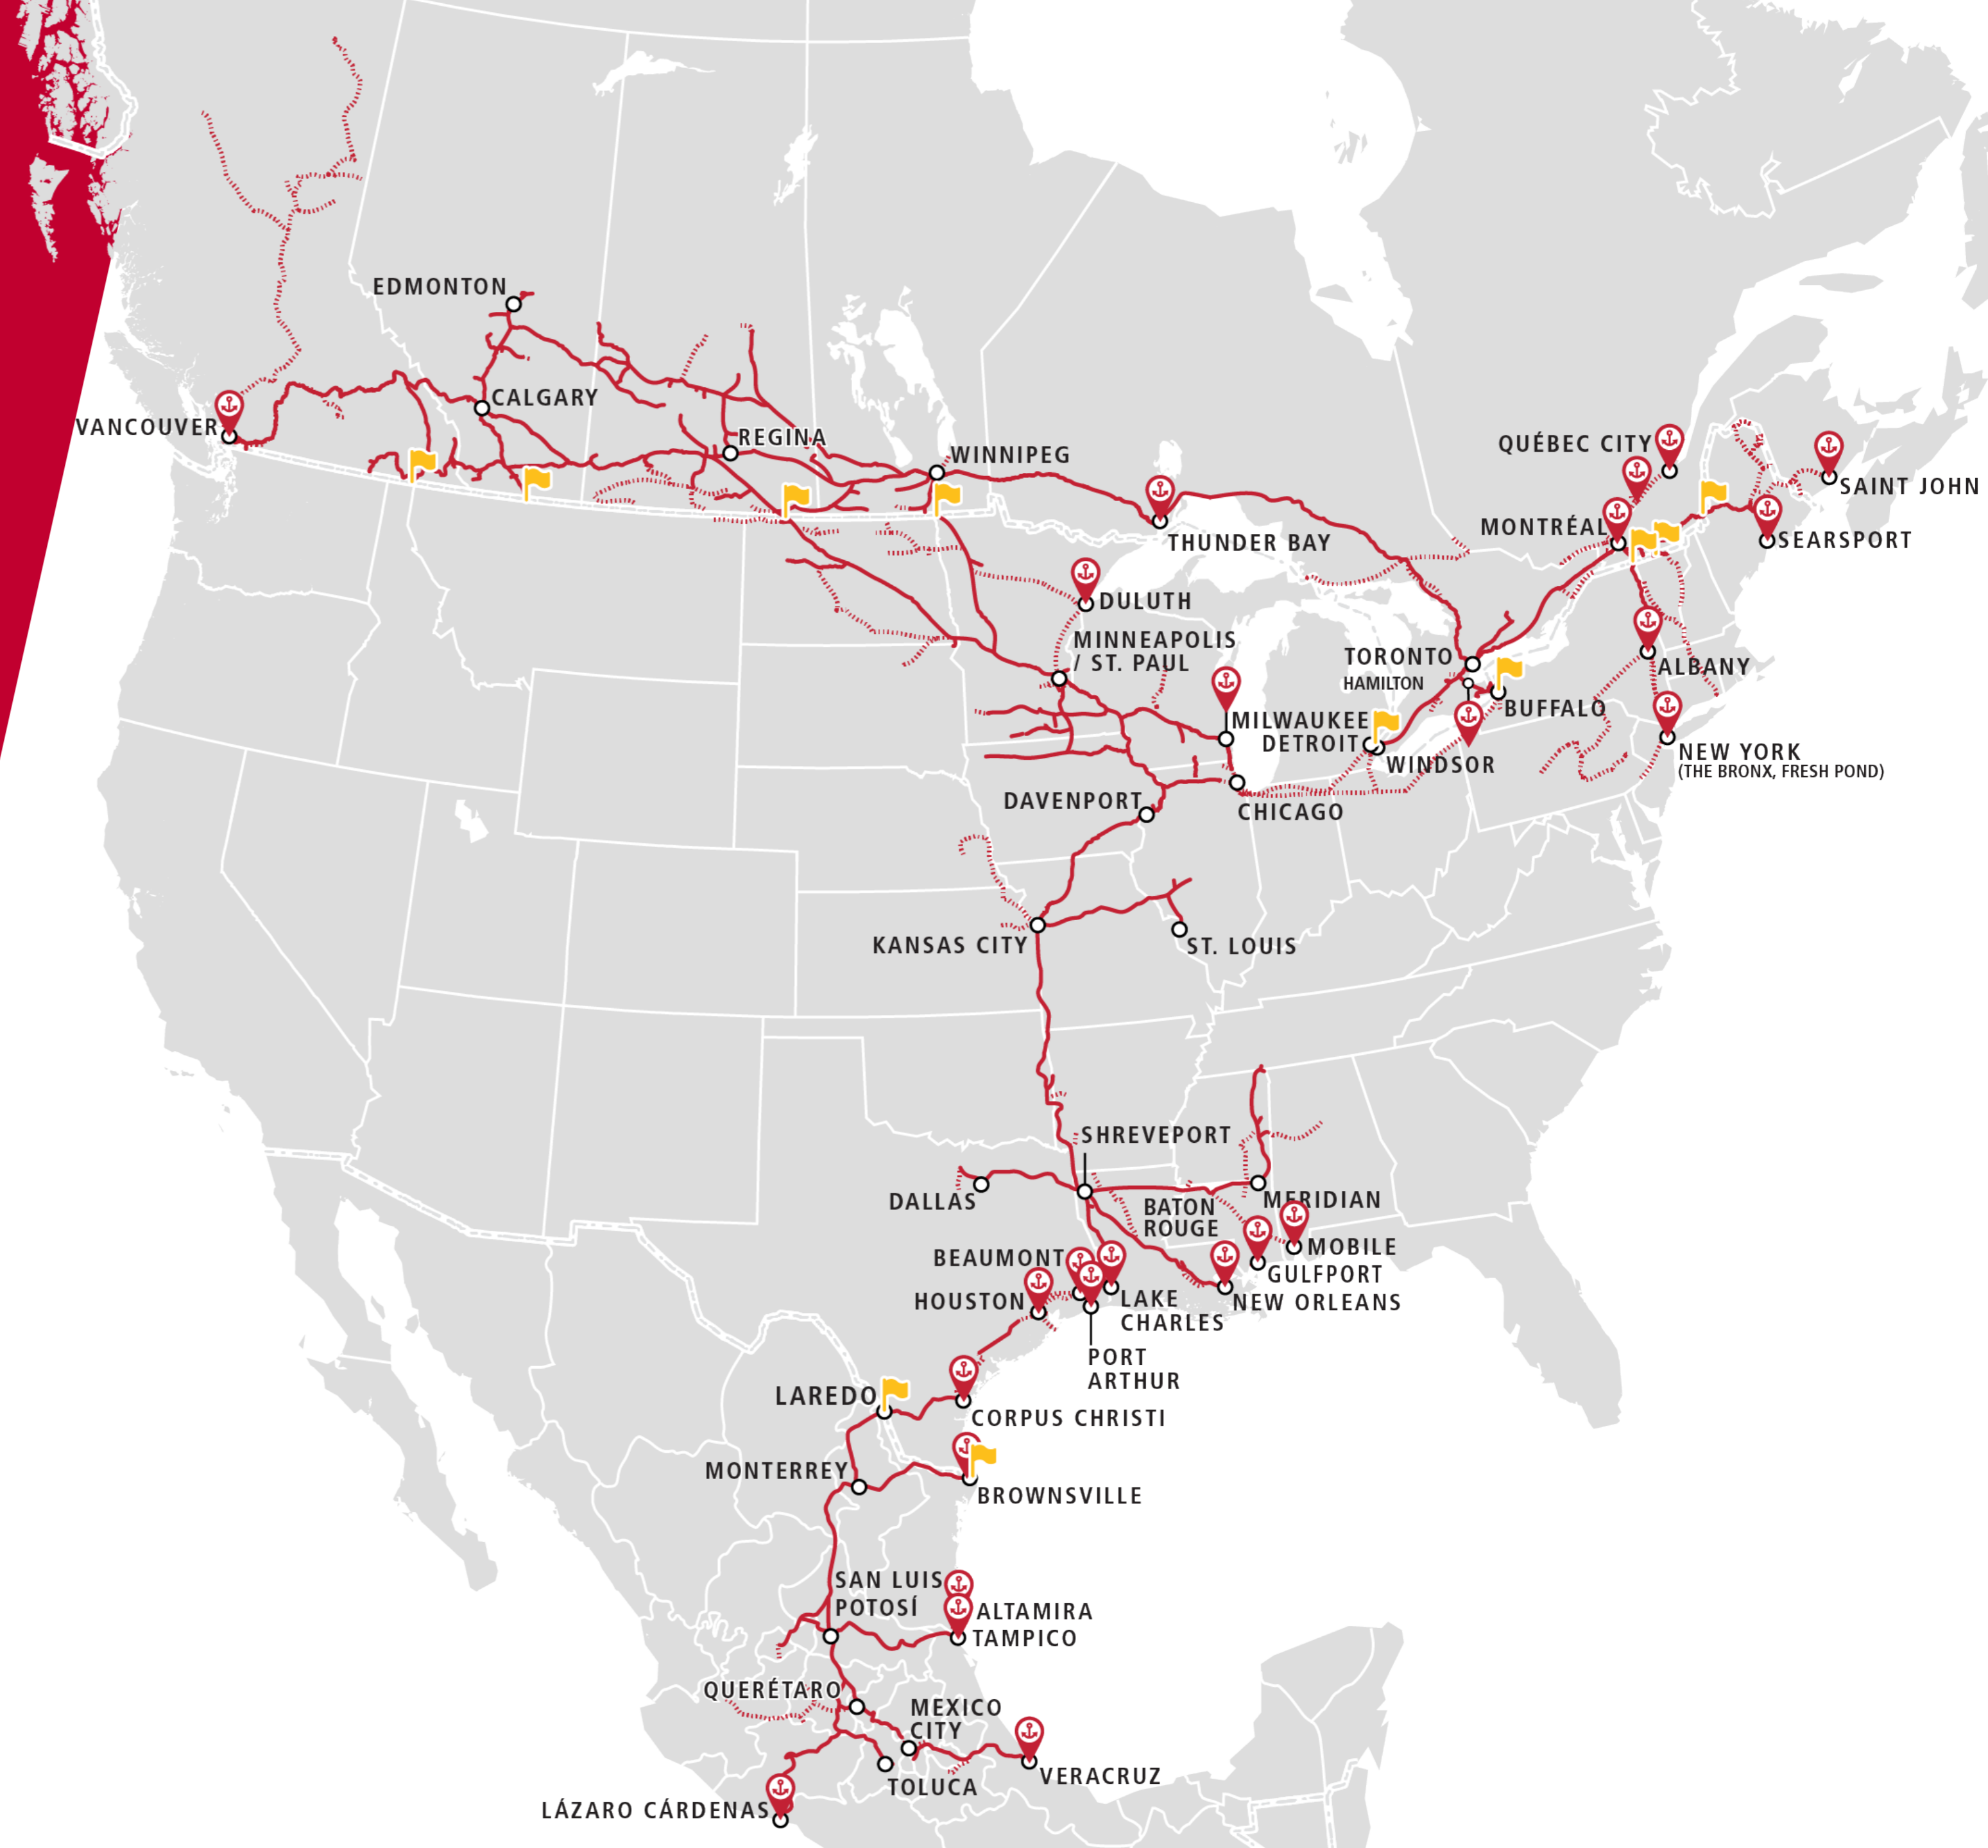 EDMONTON
CALGARY
VANCOUVER
REGINA
WINNIPEG
QUÉBEC CITY
SAINT JOHN
MONTRÉAL
SEARSPORT
THUNDER BAY
DULUTH
MINNEAPOLIS
/ ST. PAUL
TORONTO
HAMILTON
ALBANY
BUFFALO
MILWAUKEE
DETROIT
WINDSOR
NEW YORK
(THE BRONX, FRESH POND)
DAVENPORT
CHICAGO
KANSAS CITY
ST. LOUIS
SHREVEPORT
DALLAS
MERIDIAN
BATON
ROUGE
MOBILE
BEAUMONT
GULFPORT
HOUSTON
LAKE
CHARLES
NEW ORLEANS
PORT
ARTHUR
LAREDO
CORPUS CHRISTI
MONTERREY
BROWNSVILLE
SAN LUIS
POTOSÍ
ALTAMIRA
TAMPICO
QUERÉTARO
MEXICO
CITY
TOLUCA
VERACRUZ
LÁZARO CÁRDENAS